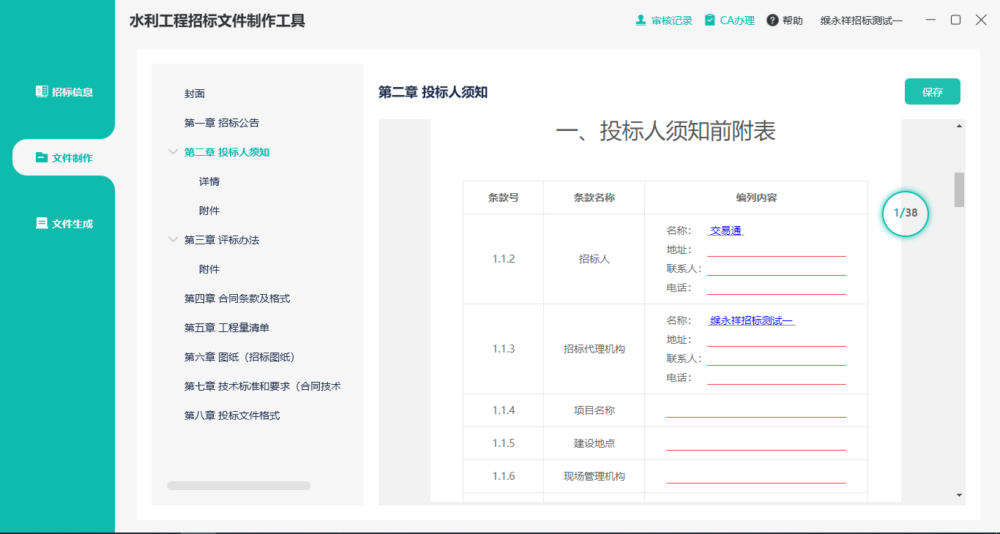 水利工程招标文件制作工具
审核记录 CA办理 帮助 缑永祥招标测试一
招标信息
文件制作
文件生成
封面
第一章 招标公告
第二章 投标人须知
详情
附件
第三章 评标办法
附件
第四章 合同条款及格式
第五章 工程量清单
第六章 图纸（招标图纸）
第七章 技术标准和要求（合同技术
第八章 投标文件格式
第二章 投标人须知
保存
一、投标人须知前附表
条款号 条款名称 编列内容
1.1.2 招标人
名称： 交易通
地址：
联系人：
电话：
1.1.3 招标代理机构
名称： 缑永祥招标测试一
地址：
联系人：
电话：
1.1.4 项目名称
1.1.5 建设地点
1.1.6 现场管理机构
1/38